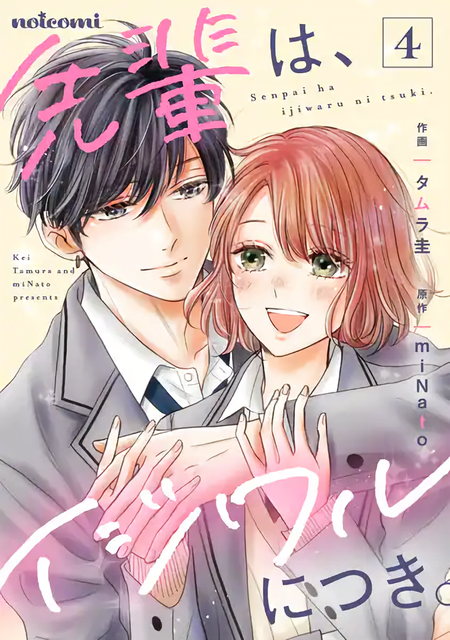 noicomi
先輩は、
4
Senpai ha
ijiwaru ni tsuki.
作画 タムラ圭
原作 miNato
Kei
Tamura and
miNato
presents
イジワル
につき。